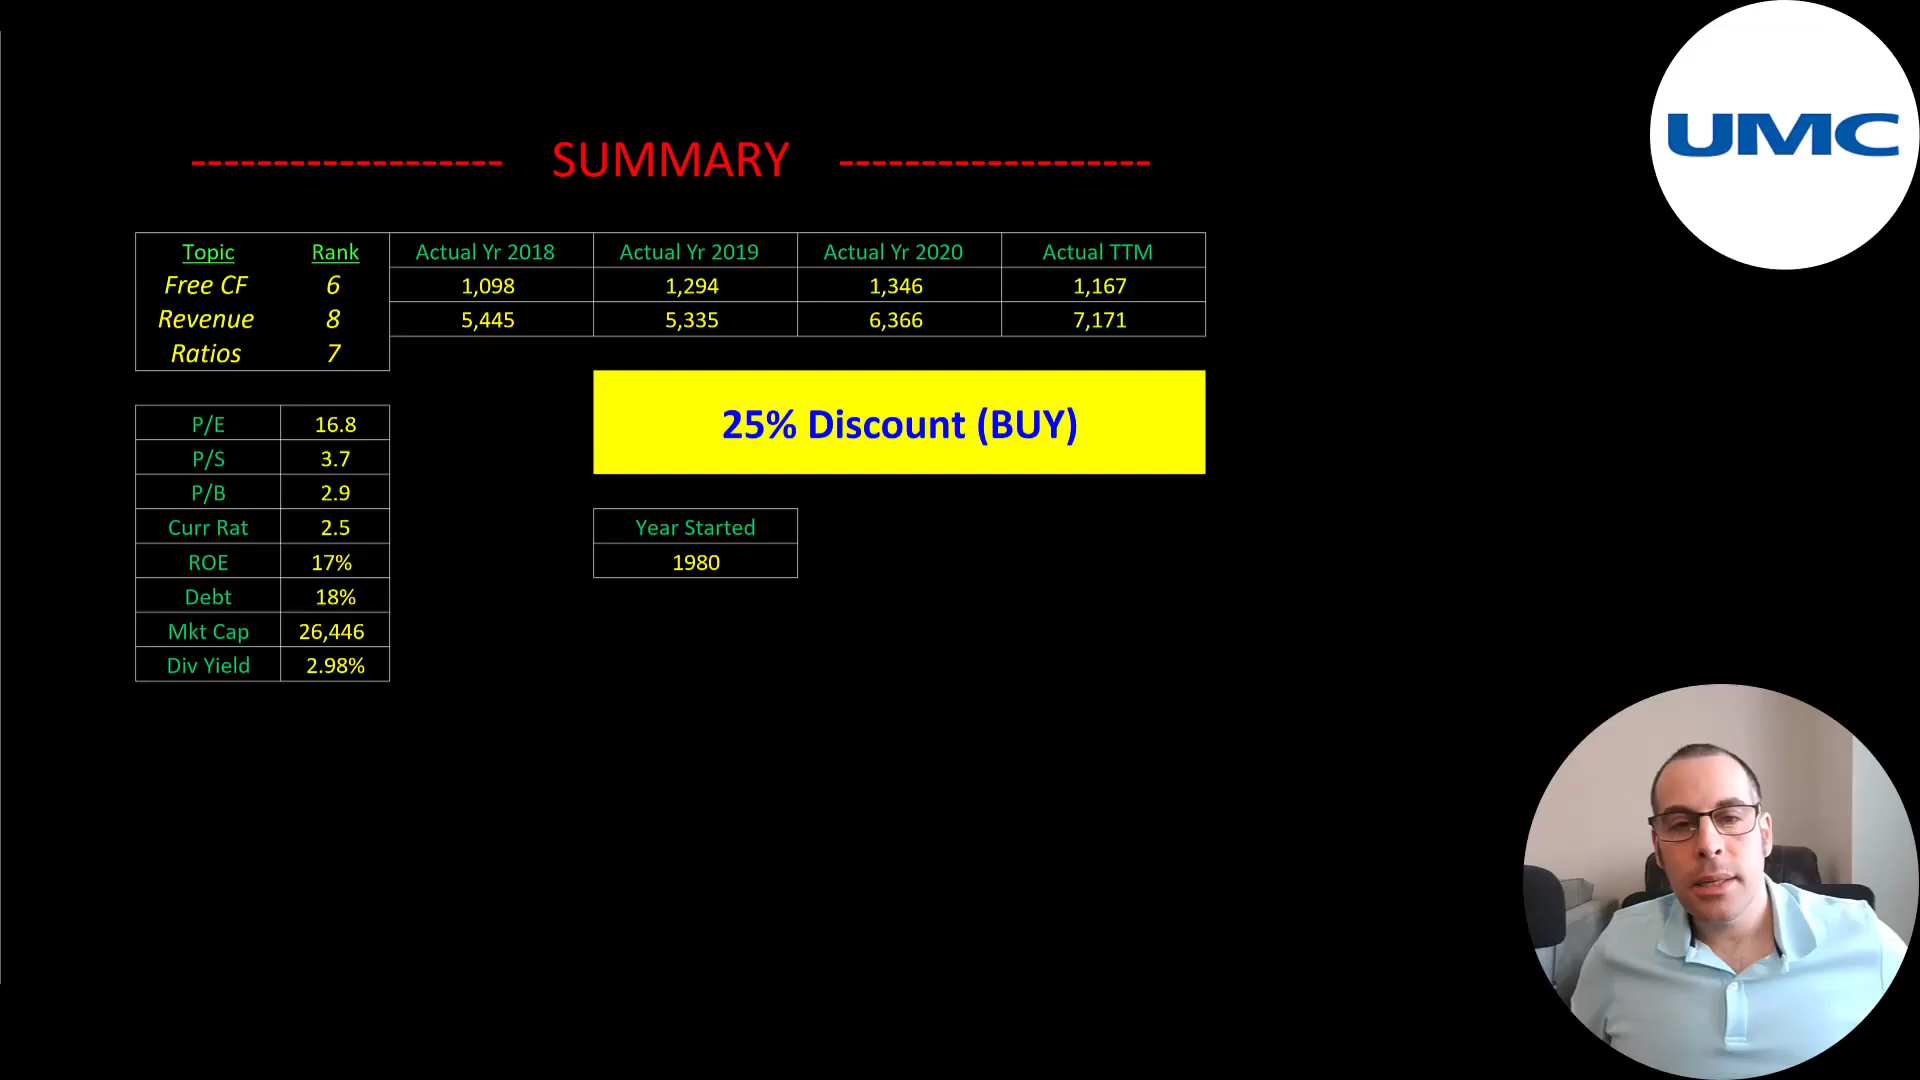 UMC
------------------- SUMMARY -------------------
Topic Rank Actual Yr 2018 Actual Yr 2019 Actual Yr 2020 Actual TTM
Free CF 6 1,098 1,294 1,346 1,167
Revenue 8 5,445 5,335 6,366 7,171
Ratios 7
25% Discount (BUY)
P/E 16.8
P/S 3.7
P/B 2.9
Curr Rat 2.5
ROE 17%
Debt 18%
Mkt Cap 26,446
Div Yield 2.98%
Year Started
1980